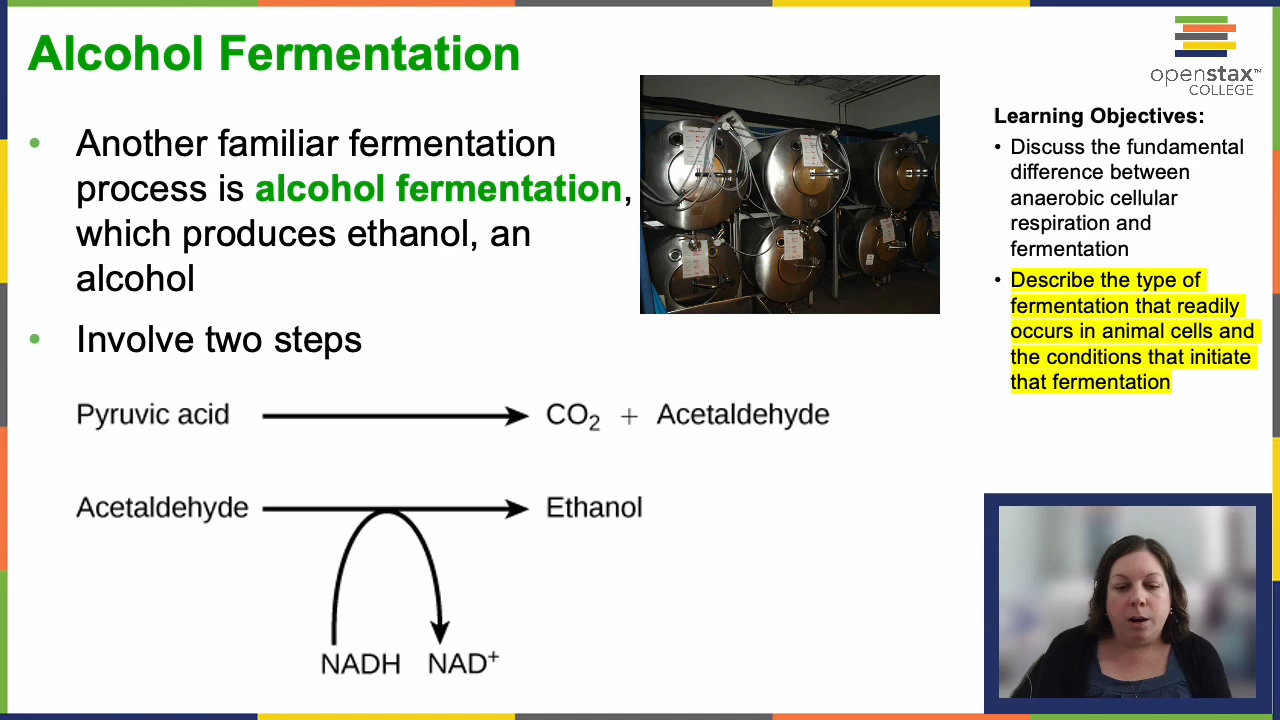 Alcohol Fermentation
• Another familiar fermentation
process is alcohol fermentation,
which produces ethanol, an
alcohol
• Involve two steps
Pyruvic acid CO₂ + Acetaldehyde
Acetaldehyde Ethanol
NADH NAD⁺
openstax™
COLLEGE
Learning Objectives:
• Discuss the fundamental
difference between
anaerobic cellular
respiration and
fermentation
• Describe the type of
fermentation that readily
occurs in animal cells and
the conditions that initiate
that fermentation